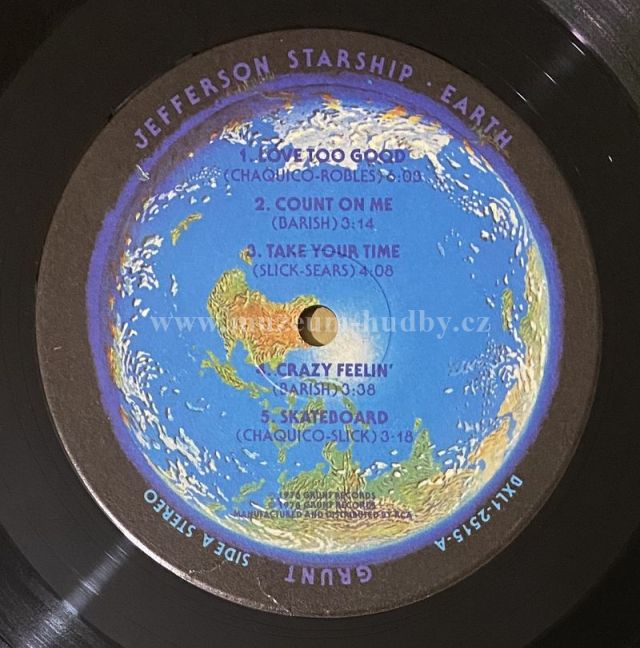 JEFFERSON STARSHIP · EARTH
1. LOVE TOO GOOD
(CHAQUICO-ROBLES) 6:03
2. COUNT ON ME
(BARISH) 3:14
3. TAKE YOUR TIME
(SLICK-SEARS) 4:08
www.muzeum-hudby.cz
4. CRAZY FEELIN'
(BARISH) 3:38
5. SKATEBOARD
(CHAQUICO-SLICK) 3-18
1978 GRUNT RECORDS
1978 GRUNT RECORDS
MANUFACTURED AND DISTRIBUTED BY RCA
SIDE A STEREO
DXL1-2515-A
GRUNT